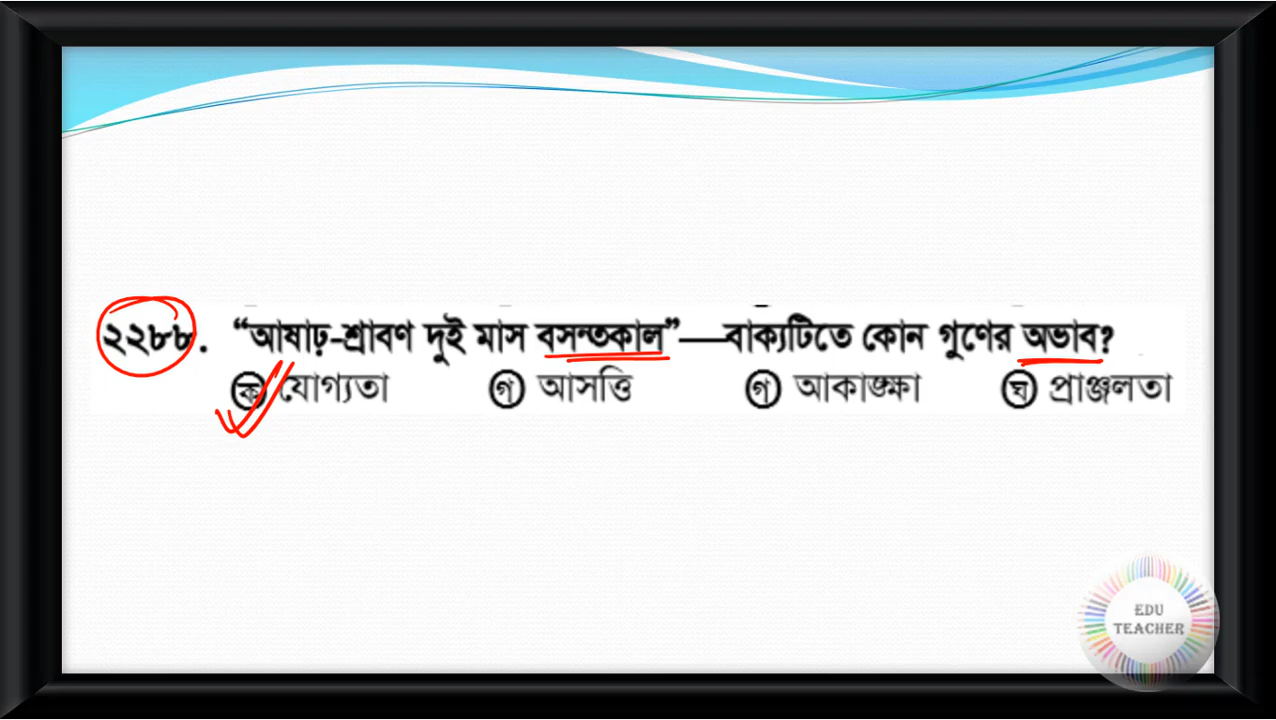 ২২৮৮. “আষাঢ়-শ্রাবণ দুই মাস বসন্তকাল”—বাক্যটিতে কোন গুণের অভাব?
ক যোগ্যতা গ আসত্তি গ আকাঙ্ক্ষা ঘ প্রাঞ্জলতা
EDU
TEACHER